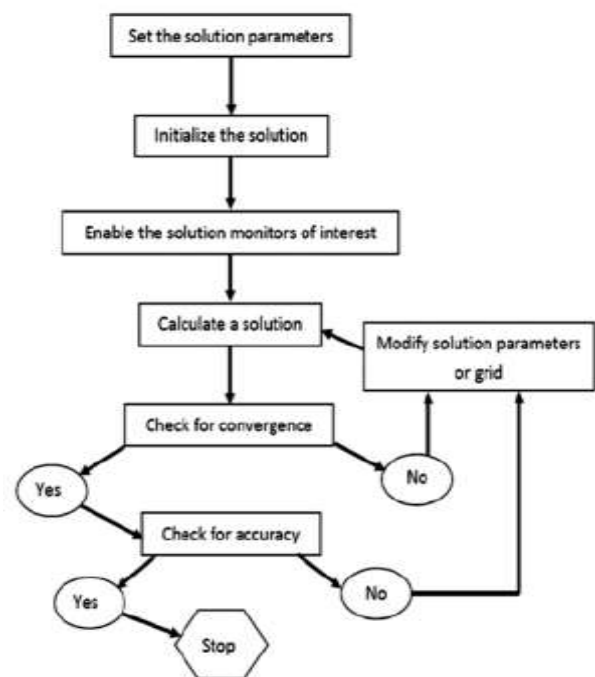 Set the solution parameters
Initialize the solution
Enable the solution monitors of interest
Calculate a solution
Modify solution parameters
or grid
Check for convergence
Yes
No
Check for accuracy
Yes
No
Stop